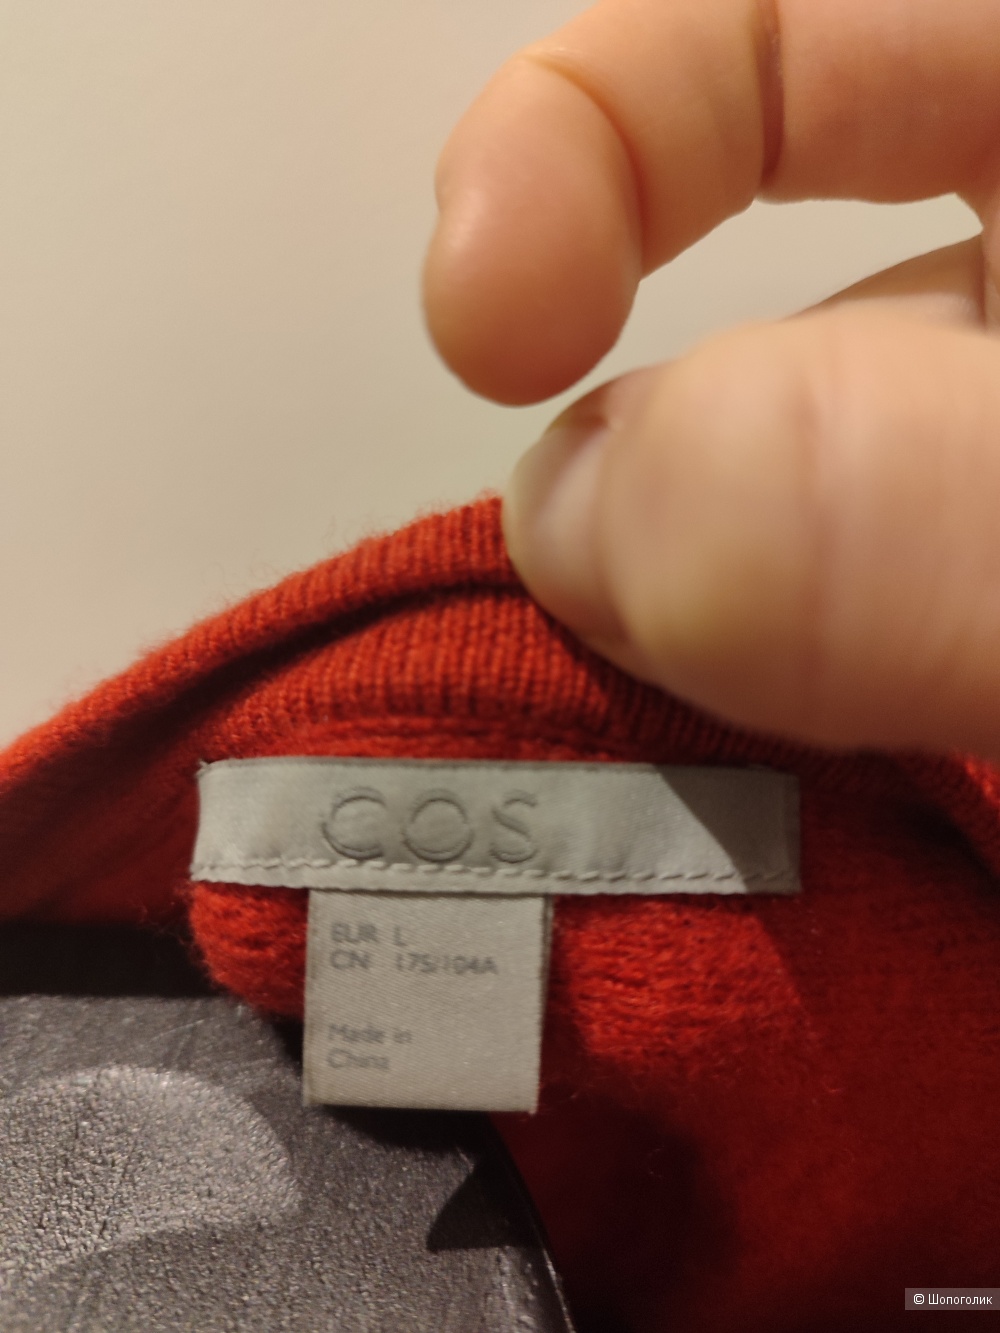 COS
EUR L
CN 175/104A
Made in
China
© Шопоголик